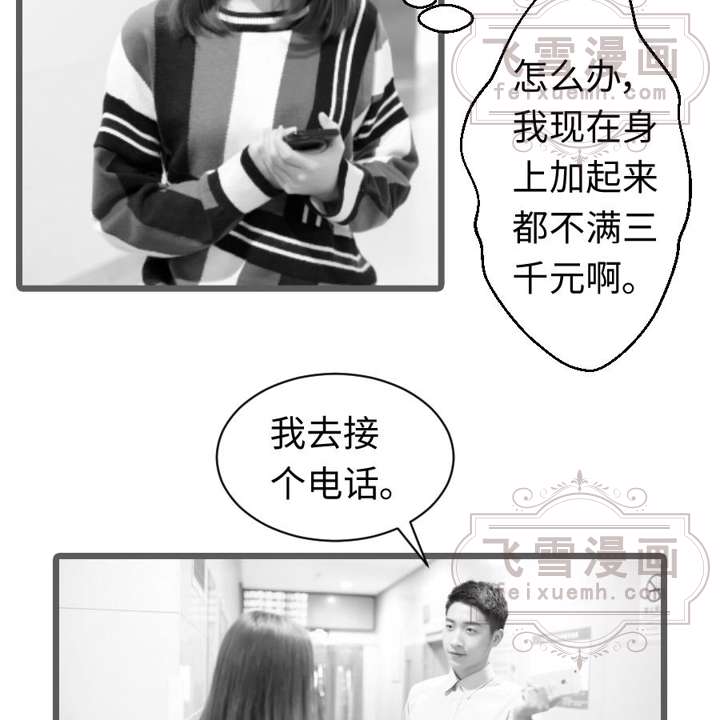 飞雪漫画
feixuemh.com
怎么办,
我现在身
上加起来
都不满三
千元啊。
我去接
个电话。
飞雪漫画
feixuemh.com